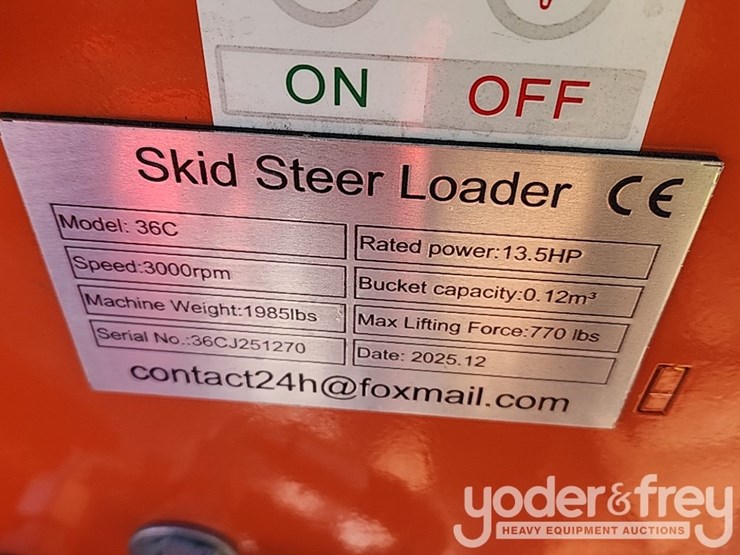 ON OFF
Skid Steer Loader CE
Model: 36C
Rated power:13.5HP
Speed:3000rpm
Bucket capacity:0.12m³
Machine Weight:1985lbs
Max Lifting Force:770 lbs
Serial No.:36CJ251270
Date: 2025.12
contact24h@foxmail.com
yoder&frey
HEAVY EQUIPMENT AUCTIONS